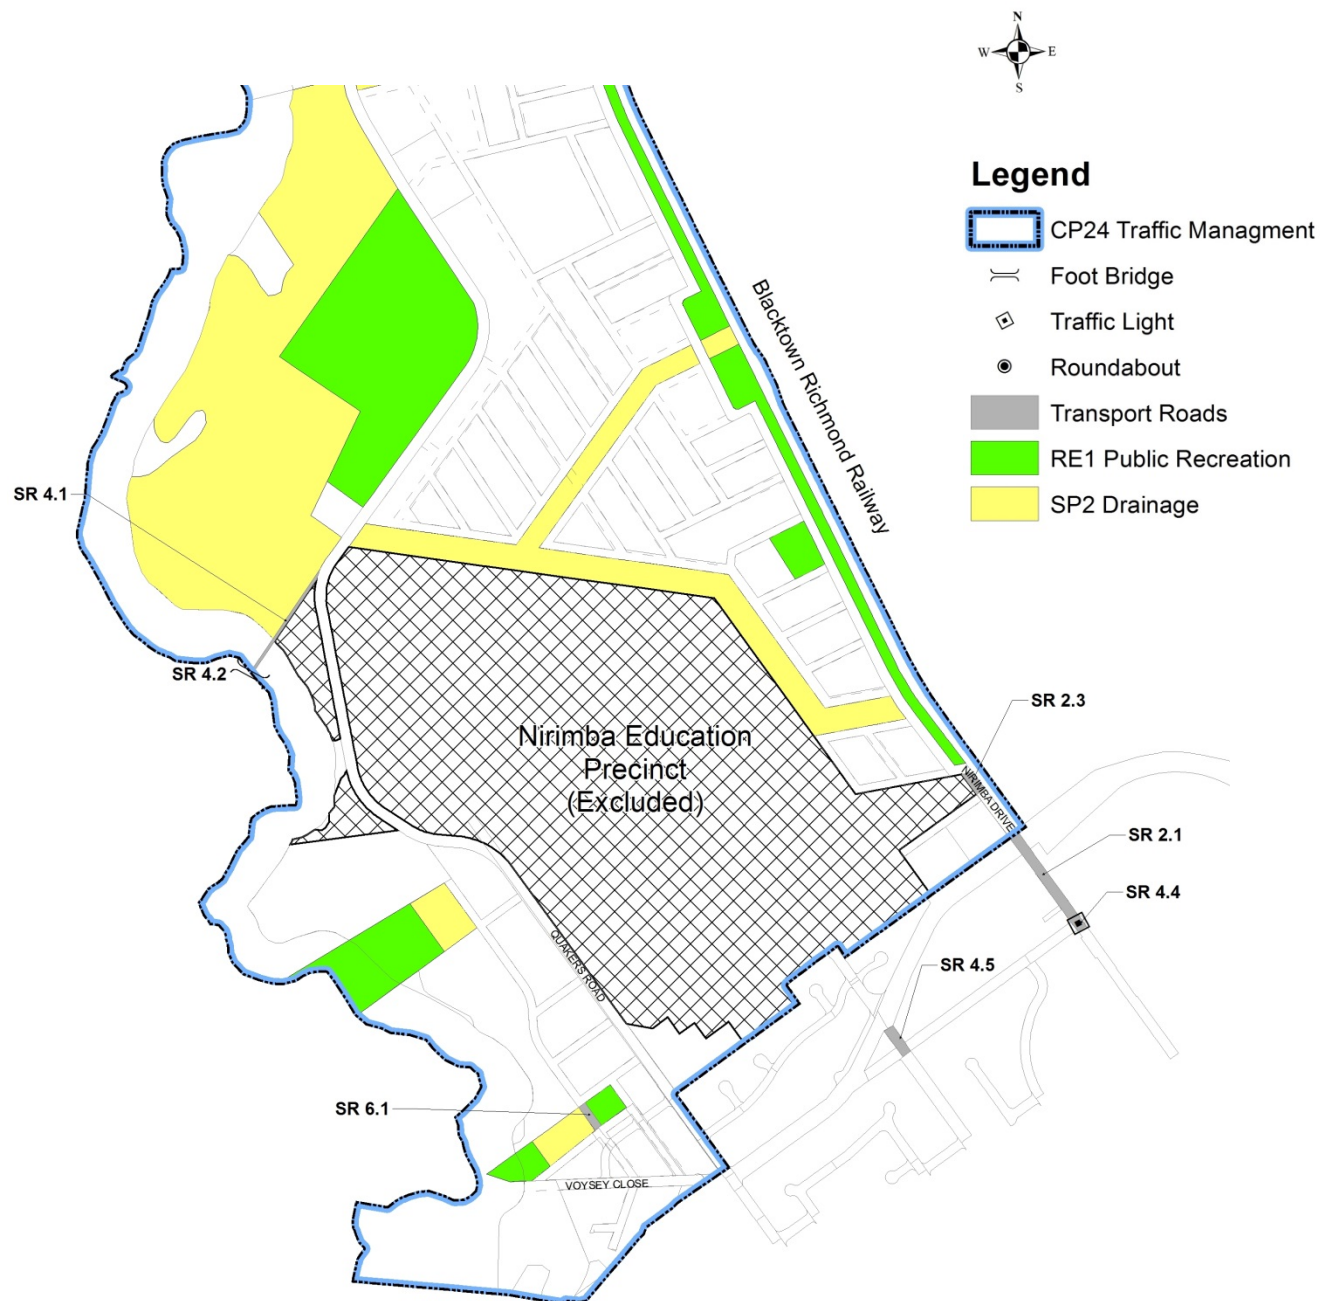 N
W E
S
Legend
CP24 Traffic Managment
Foot Bridge
Traffic Light
Roundabout
Transport Roads
RE1 Public Recreation
SP2 Drainage
Blacktown Richmond Railway
SR 4.1
SR 4.2
SR 2.3
Nirimba Education
Precinct
(Excluded)
NIRIMBA DRIVE
SR 2.1
SR 4.4
QUAKERS ROAD
SR 4.5
SR 6.1
VOYSEY CLOSE